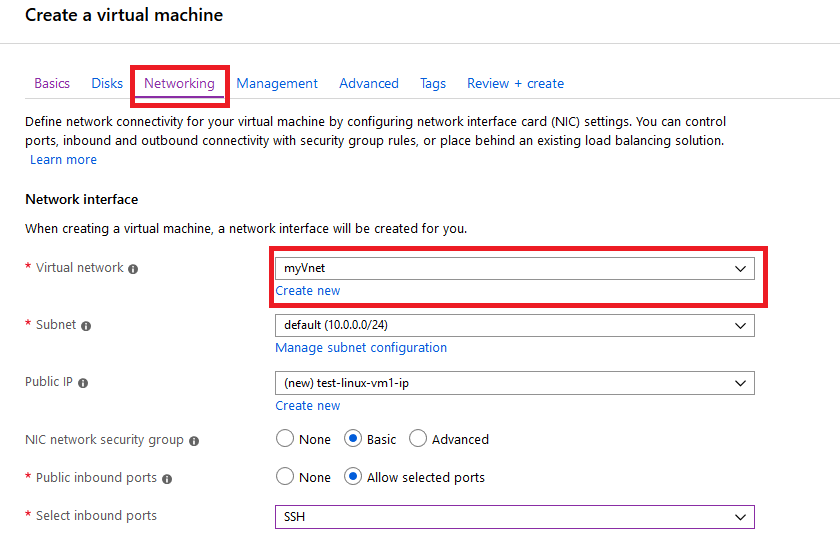 Create a virtual machine
Basics Disks Networking Management Advanced Tags Review + create
Define network connectivity for your virtual machine by configuring network interface card (NIC) settings. You can control
ports, inbound and outbound connectivity with security group rules, or place behind an existing load balancing solution.
Learn more
Network interface
When creating a virtual machine, a network interface will be created for you.
* Virtual network
myVnet
Create new
* Subnet
default (10.0.0.0/24)
Manage subnet configuration
Public IP
(new) test-linux-vm1-ip
Create new
NIC network security group
None Basic Advanced
* Public inbound ports
None Allow selected ports
* Select inbound ports
SSH